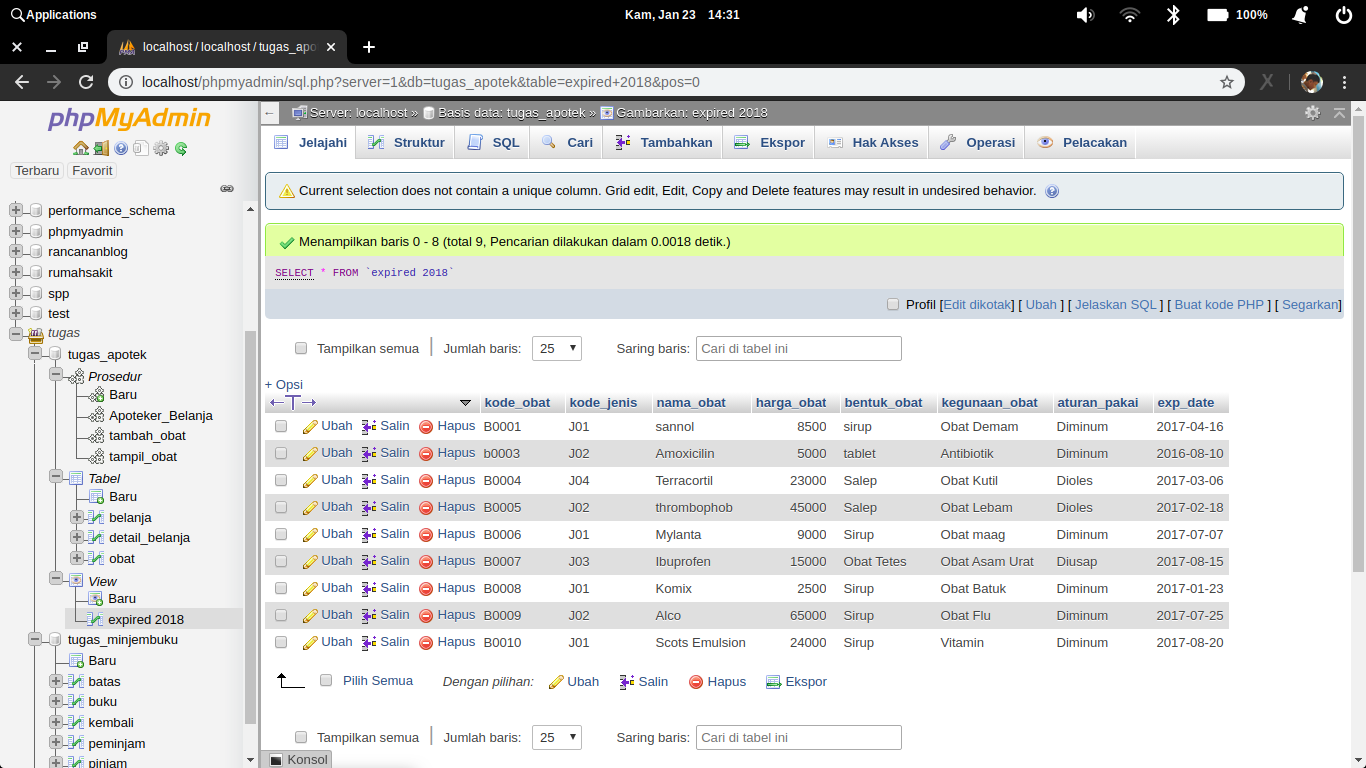 Applications
Kam, Jan 23 14:31
100%
localhost / localhost / tugas_apo
localhost/phpmyadmin/sql.php?server=1&db=tugas_apotek&table=expired+2018&pos=0
X
phpMyAdmin
Terbaru Favorit
performance_schema
phpmyadmin
rancananblog
rumahsakit
spp
test
tugas
tugas_apotek
Prosedur
Baru
Apoteker_Belanja
tambah_obat
tampil_obat
Tabel
Baru
belanja
detail_belanja
obat
View
Baru
expired 2018
tugas_minjembuku
Baru
batas
buku
kembali
peminjam
pinjam
Server: localhost » Basis data: tugas_apotek » Gambarkan: expired 2018
Jelajahi Struktur SQL Cari Tambahkan Ekspor Hak Akses Operasi Pelacakan
Current selection does not contain a unique column. Grid edit, Edit, Copy and Delete features may result in undesired behavior.
Menampilkan baris 0 - 8 (total 9, Pencarian dilakukan dalam 0.0018 detik.)
SELECT * FROM `expired 2018`
Profil [Edit dikotak] [ Ubah ] [ Jelaskan SQL ] [ Buat kode PHP ] [ Segarkan]
Tampilkan semua | Jumlah baris: 25 Saring baris: Cari di tabel ini
+ Opsi
←T→ kode_obat kode_jenis nama_obat harga_obat bentuk_obat kegunaan_obat aturan_pakai exp_date
Ubah Salin Hapus B0001 J01 sannol 8500 sirup Obat Demam Diminum 2017-04-16
Ubah Salin Hapus b0003 J02 Amoxicilin 5000 tablet Antibiotik Diminum 2016-08-10
Ubah Salin Hapus B0004 J04 Terracortil 23000 Salep Obat Kutil Dioles 2017-03-06
Ubah Salin Hapus B0005 J02 thrombophob 45000 Salep Obat Lebam Dioles 2017-02-18
Ubah Salin Hapus B0006 J01 Mylanta 9000 Sirup Obat maag Diminum 2017-07-07
Ubah Salin Hapus B0007 J03 Ibuprofen 15000 Obat Tetes Obat Asam Urat Diusap 2017-08-15
Ubah Salin Hapus B0008 J01 Komix 2500 Sirup Obat Batuk Diminum 2017-01-23
Ubah Salin Hapus B0009 J02 Alco 65000 Sirup Obat Flu Diminum 2017-07-25
Ubah Salin Hapus B0010 J01 Scots Emulsion 24000 Sirup Vitamin Diminum 2017-08-20
Pilih Semua Dengan pilihan: Ubah Salin Hapus Ekspor
Tampilkan semua | Jumlah baris: 25 Saring baris: Cari di tabel ini
Konsol